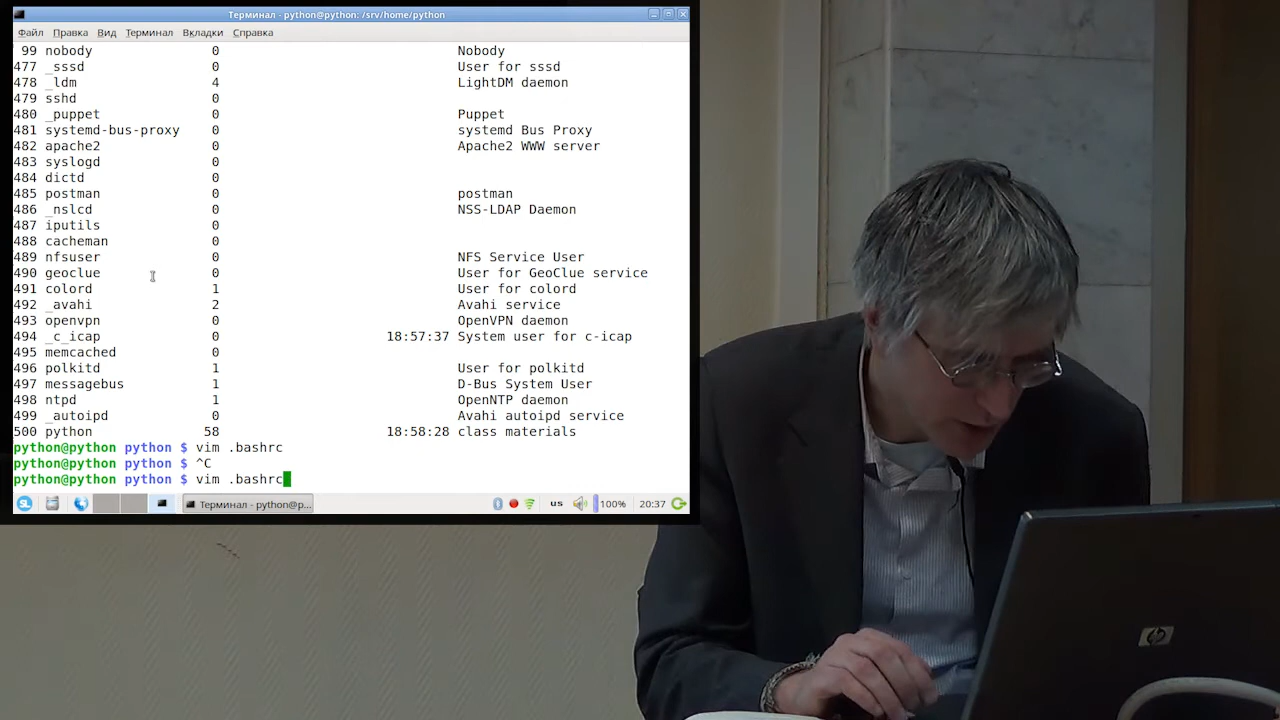 Терминал - python@python: /srv/home/python
Файл Правка Вид Терминал Вкладки Справка
99 nobody 0 Nobody
477 _sssd 0 User for sssd
478 _ldm 4 LightDM daemon
479 sshd 0
480 _puppet 0 Puppet
481 systemd-bus-proxy 0 systemd Bus Proxy
482 apache2 0 Apache2 WWW server
483 syslogd 0
484 dictd 0
485 postman 0 postman
486 _nslcd 0 NSS-LDAP Daemon
487 iputils 0
488 cacheman 0
489 nfsuser 0 NFS Service User
490 geoclue 0 User for GeoClue service
491 colord 1 User for colord
492 _avahi 2 Avahi service
493 openvpn 0 OpenVPN daemon
494 _c_icap 0 18:57:37 System user for c-icap
495 memcached 0
496 polkitd 1 User for polkitd
497 messagebus 1 D-Bus System User
498 ntpd 1 OpenNTP daemon
499 _autoipd 0 Avahi autoipd service
500 python 58 18:58:28 class materials
python@python python $ vim .bashrc
python@python python $ ^C
python@python python $ vim .bashrc
SL Терминал - python@p... us 100% 20:37
hp